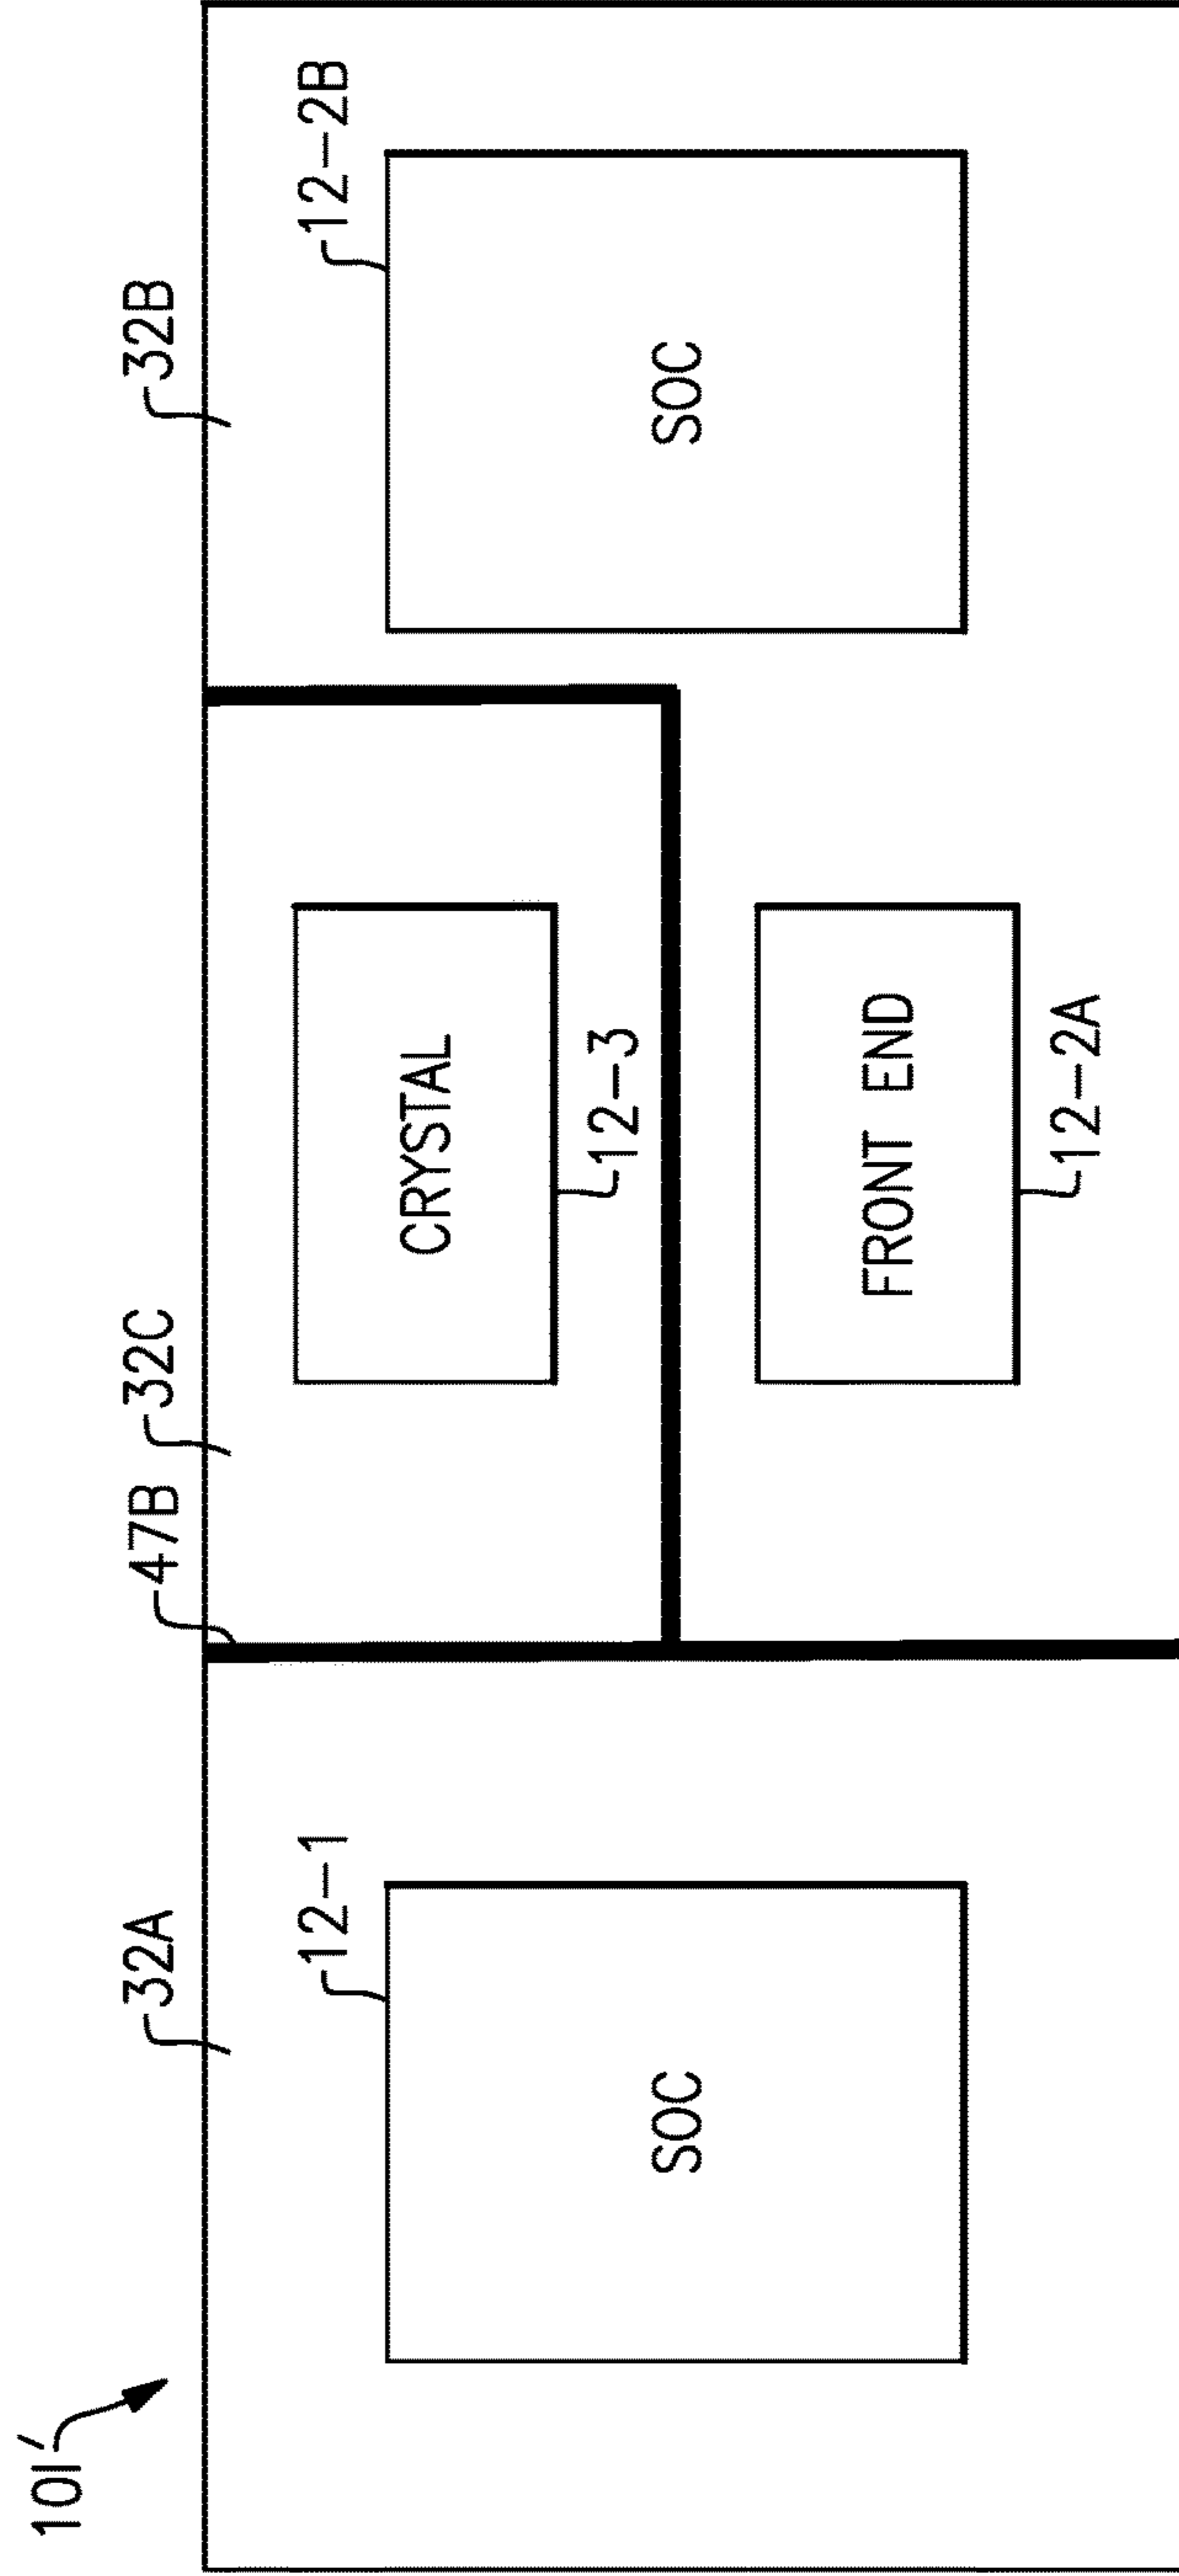 10I'
32A
47B
32C
32B
12-1
12-2B
CRYSTAL
12-3
SOC
SOC
FRONT END
12-2A